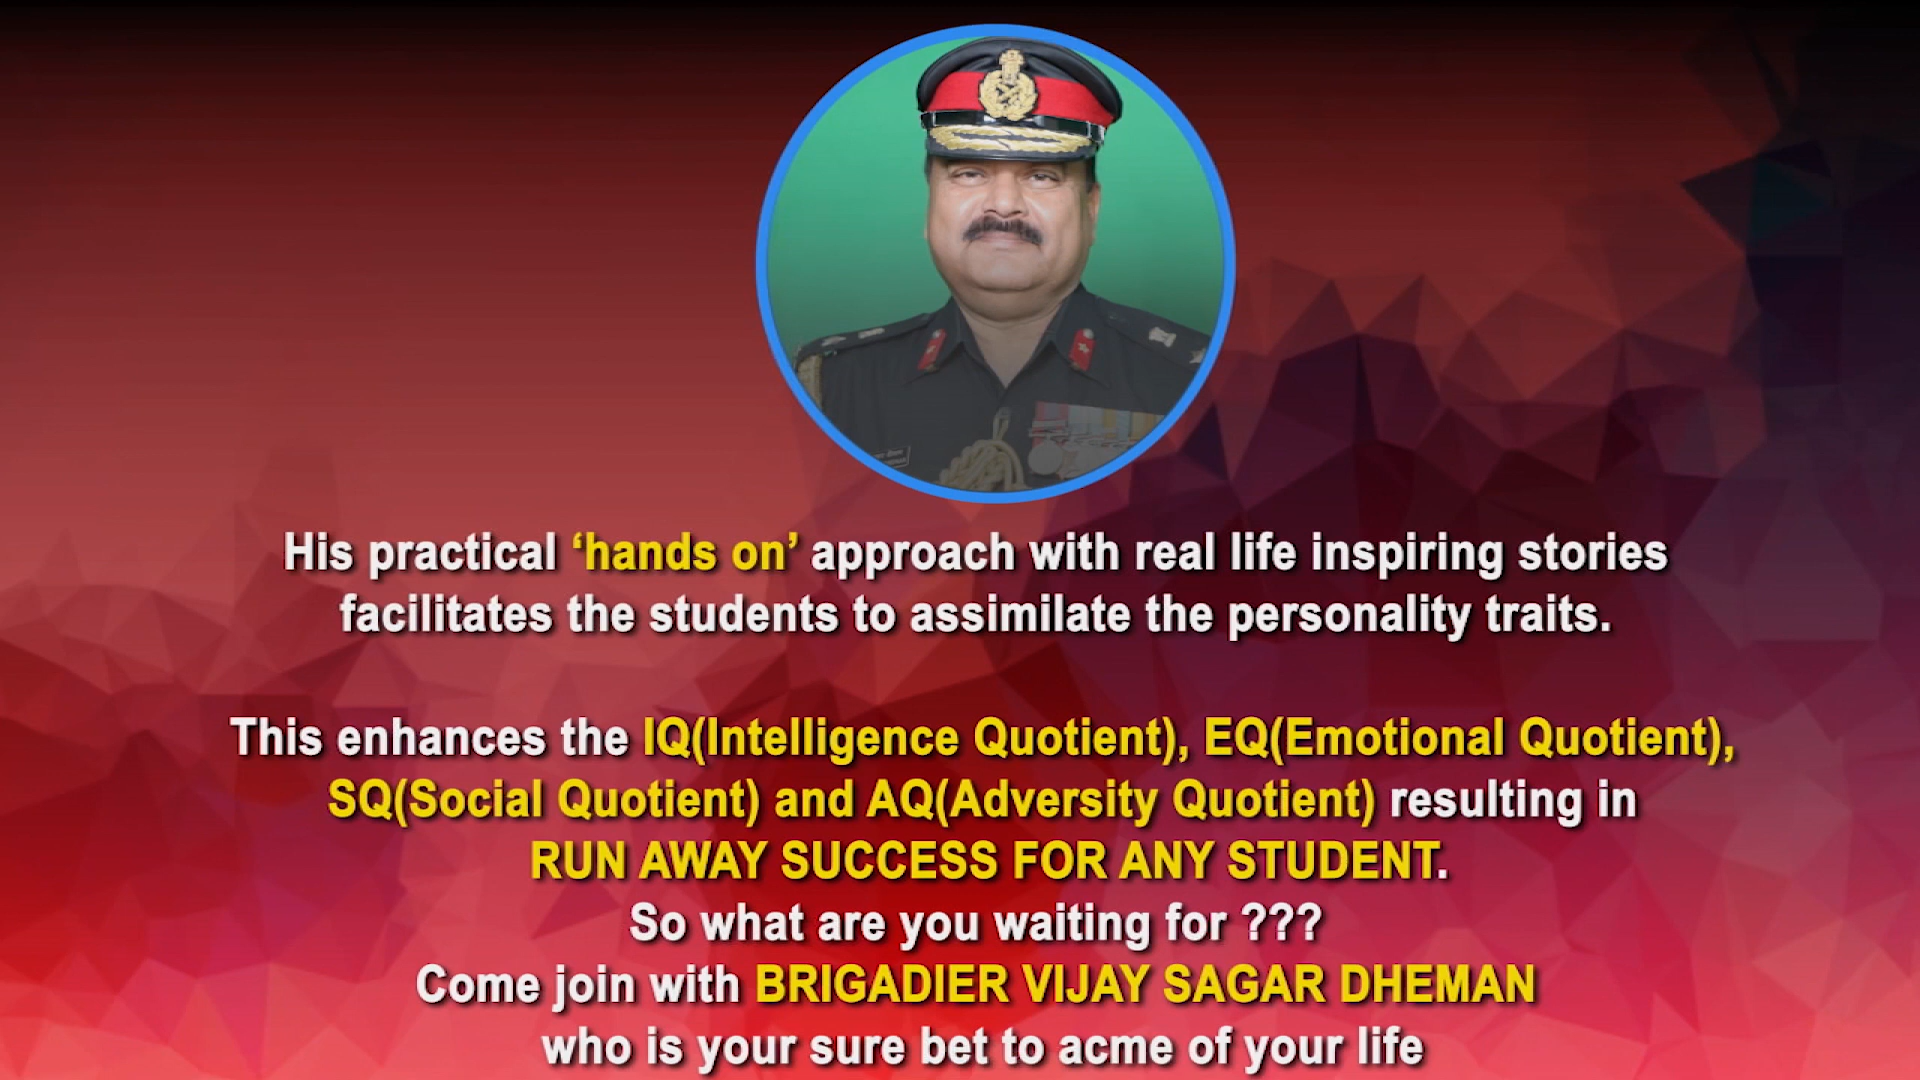 His practical ‘hands on’ approach with real life inspiring stories
facilitates the students to assimilate the personality traits.
This enhances the IQ(Intelligence Quotient), EQ(Emotional Quotient),
SQ(Social Quotient) and AQ(Adversity Quotient) resulting in
RUN AWAY SUCCESS FOR ANY STUDENT.
So what are you waiting for ???
Come join with BRIGADIER VIJAY SAGAR DHEMAN
who is your sure bet to acme of your life